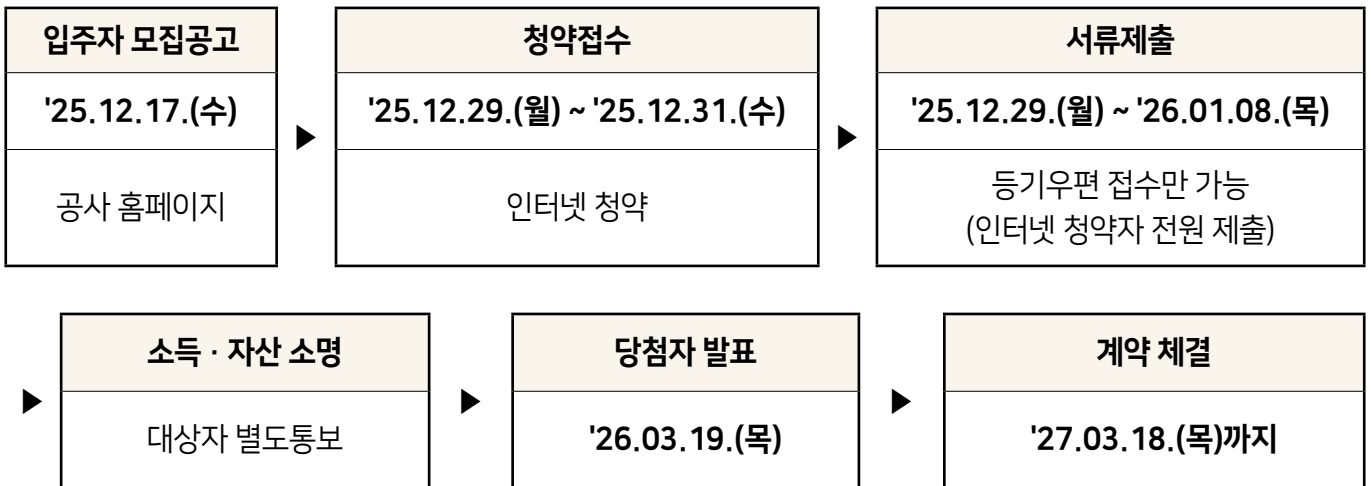 입주자 모집공고
'25.12.17.(수)
공사 홈페이지
▶
청약접수
'25.12.29.(월) ~ '25.12.31.(수)
인터넷 청약
▶
서류제출
'25.12.29.(월) ~ '26.01.08.(목)
등기우편 접수만 가능
(인터넷 청약자 전원 제출)
▶
소득 · 자산 소명
대상자 별도통보
▶
당첨자 발표
'26.03.19.(목)
▶
계약 체결
'27.03.18.(목)까지